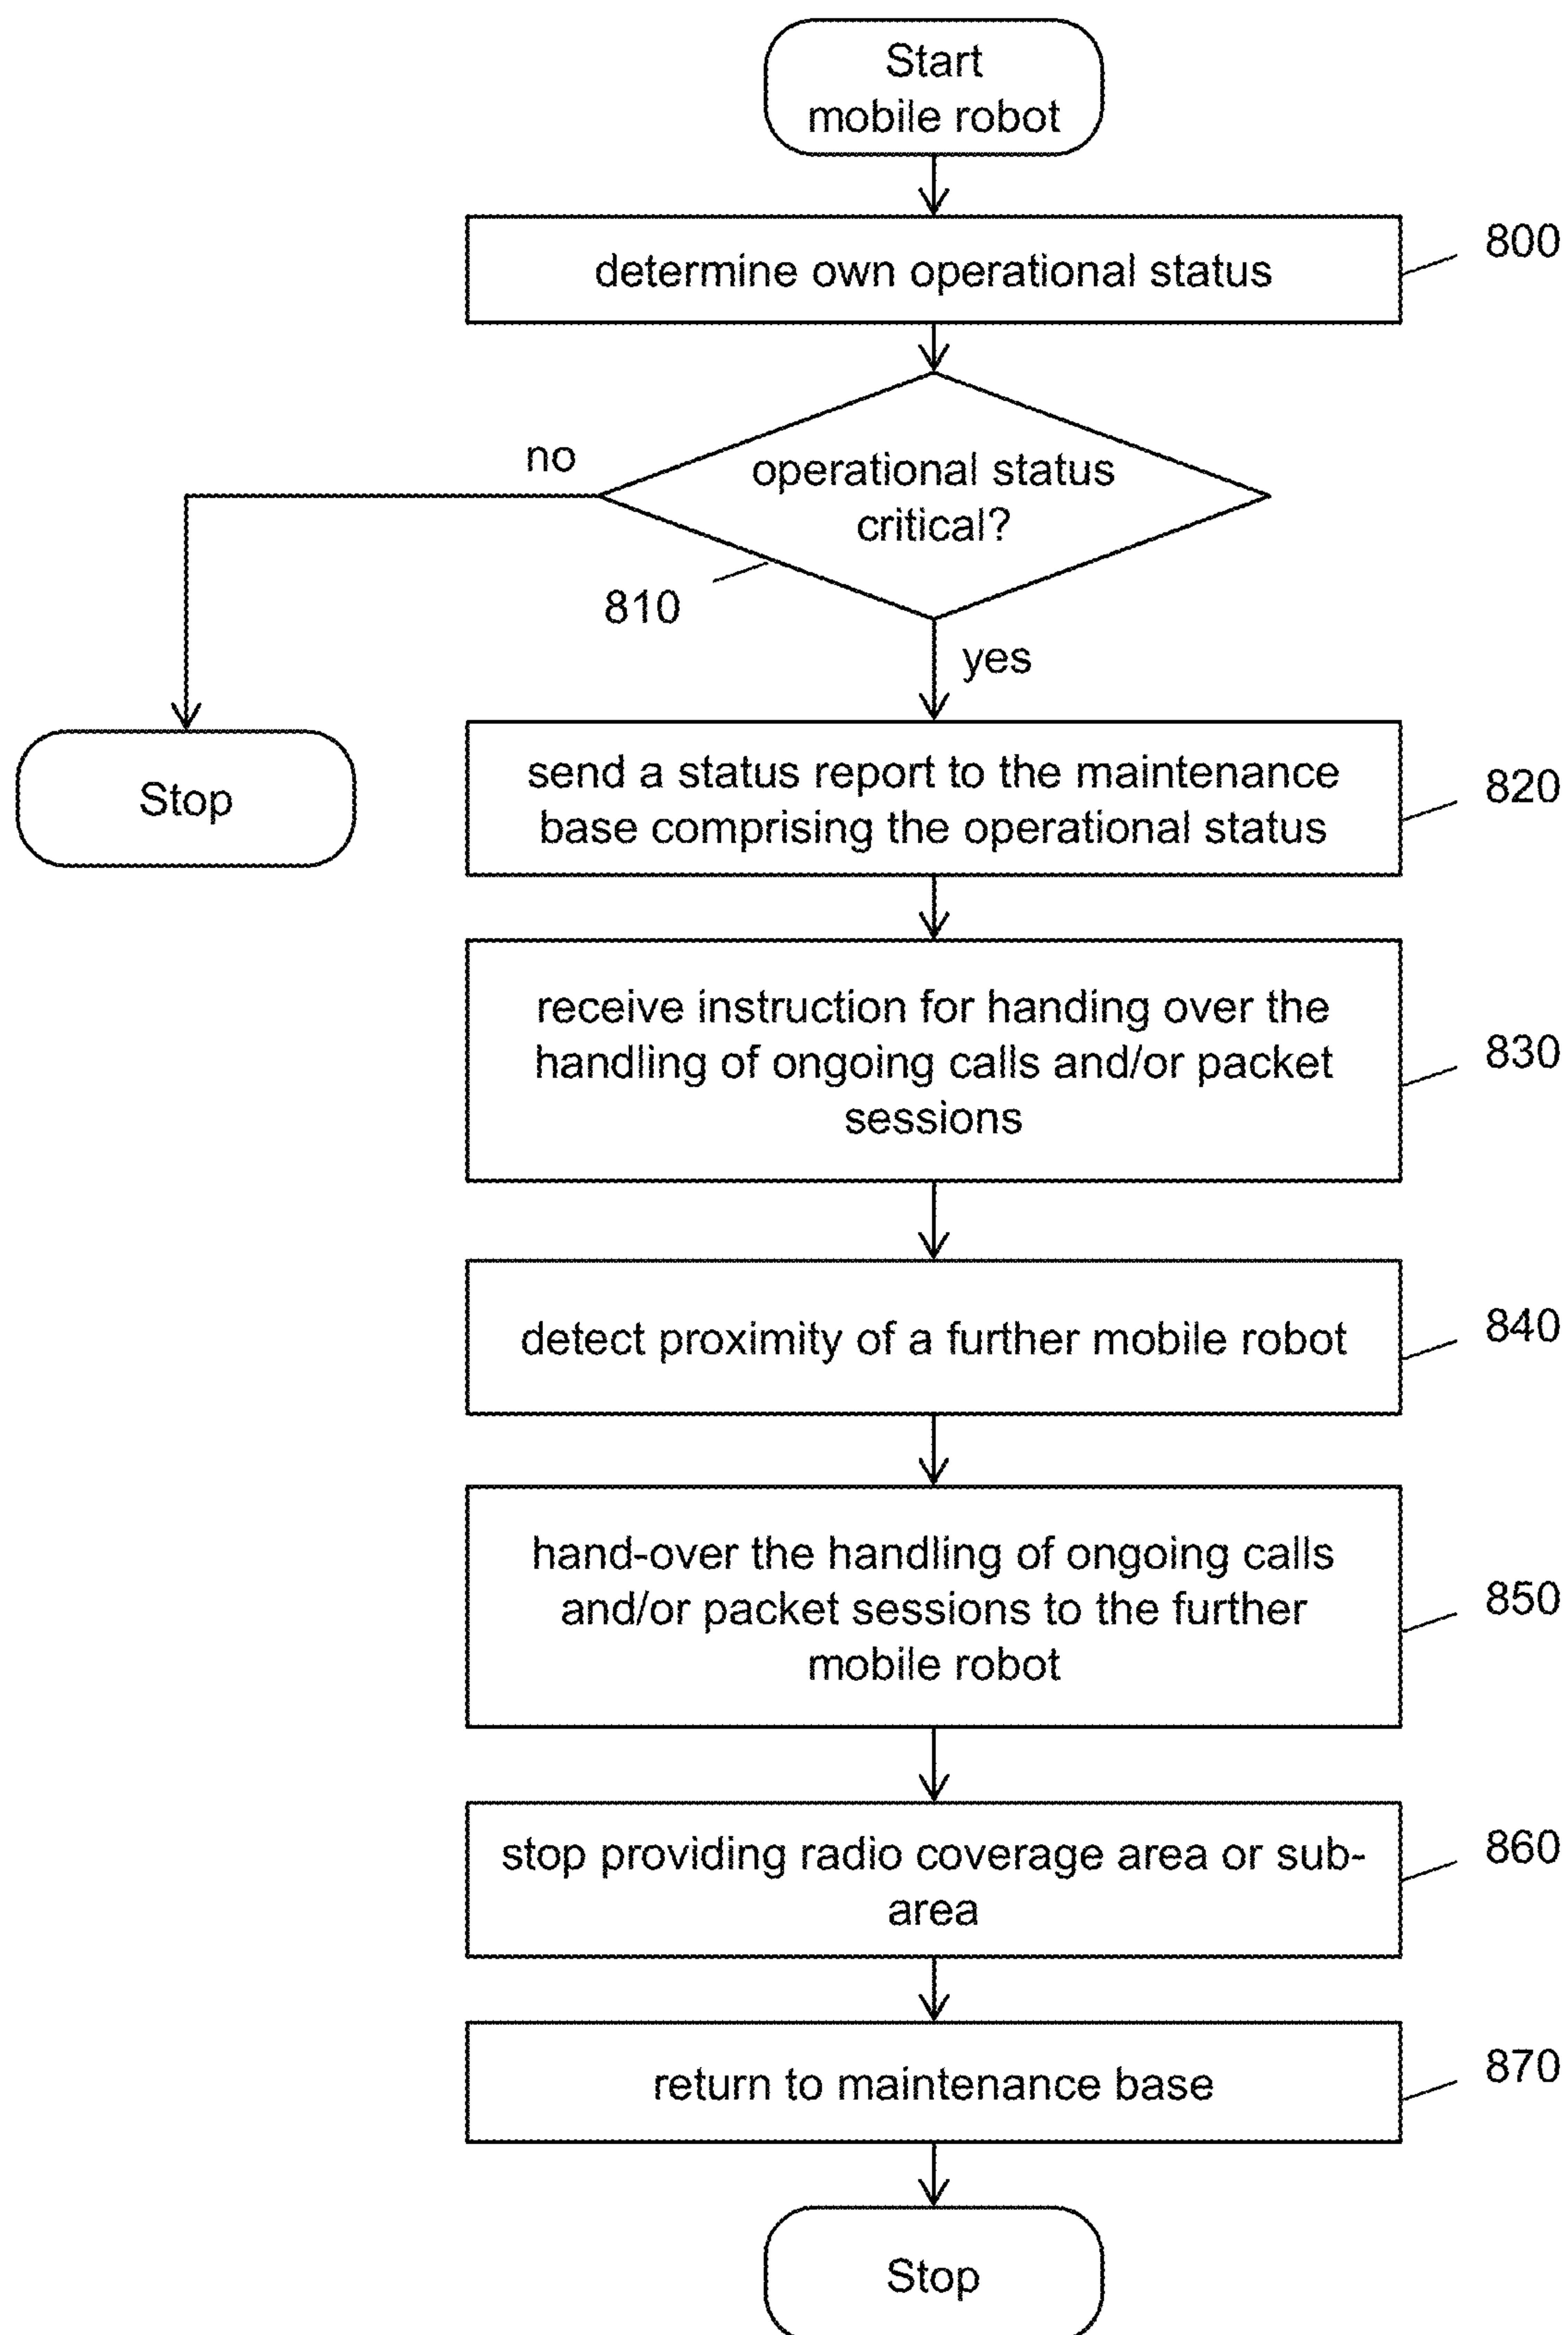 Start
mobile robot
determine own operational status
800
no
operational status
critical?
810
yes
Stop
send a status report to the maintenance
base comprising the operational status
820
receive instruction for handing over the
handling of ongoing calls and/or packet
sessions
830
detect proximity of a further mobile robot
840
hand-over the handling of ongoing calls
and/or packet sessions to the further
mobile robot
850
stop providing radio coverage area or sub-
area
860
return to maintenance base
870
Stop